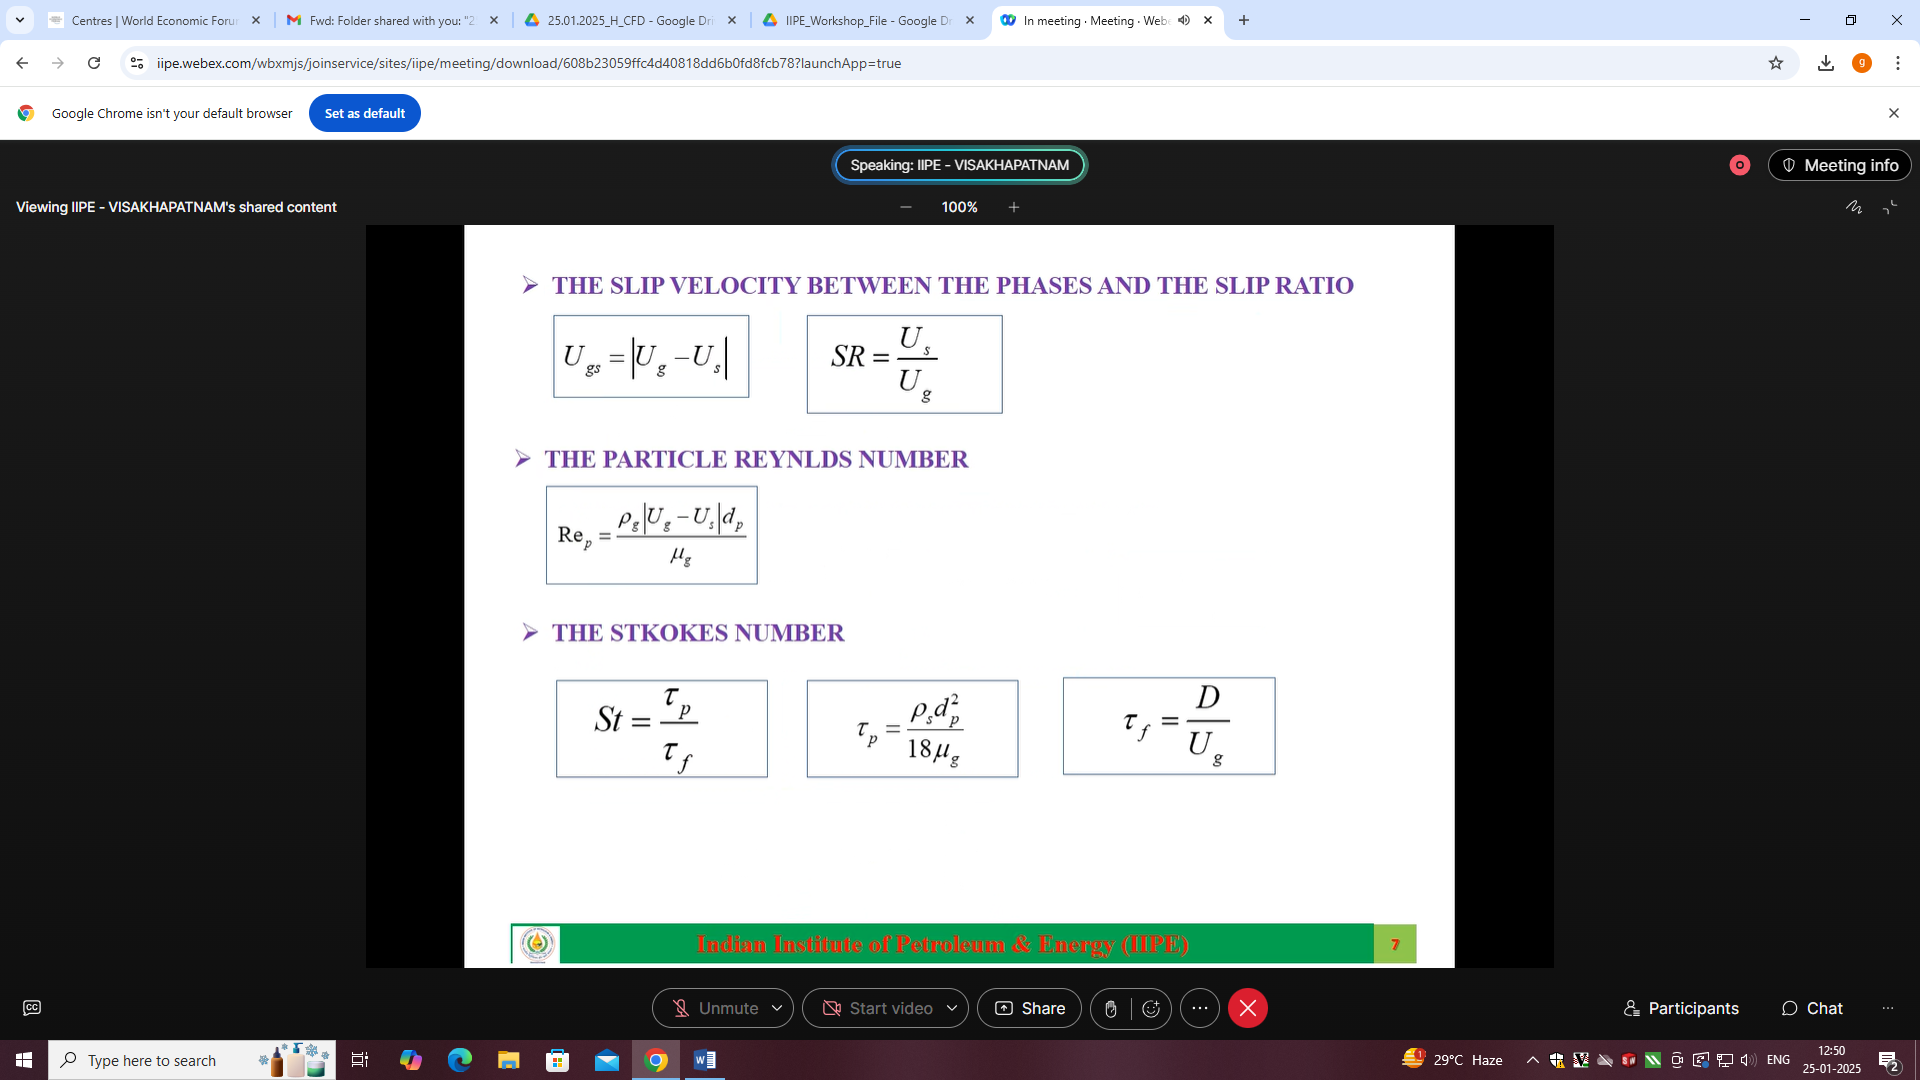 Centres | World Economic Foru
Fwd: Folder shared with you: "2
25.01.2025_H_CFD - Google Dri
IIPE_Workshop_File - Google Dr
In meeting · Meeting · Webe
iipe.webex.com/wbxmjs/joinservice/sites/iipe/meeting/download/608b23059ffc4d40818dd6b0fd8fcb78?launchApp=true
g
Google Chrome isn't your default browser
Set as default
Speaking: IIPE - VISAKHAPATNAM
Meeting info
Viewing IIPE - VISAKHAPATNAM's shared content
100%
THE SLIP VELOCITY BETWEEN THE PHASES AND THE SLIP RATIO
U_gs = |U_g − U_s|
SR = U_s / U_g
THE PARTICLE REYNLDS NUMBER
Re_p = ρ_g |U_g − U_s| d_p / μ_g
THE STKOKES NUMBER
St = τ_p / τ_f
τ_p = ρ_s d_p^2 / 18 μ_g
τ_f = D / U_g
Indian Institute of Petroleum & Energy (IIPE)
7
CC
Unmute
Start video
Share
Participants
Chat
Type here to search
29°C Haze
ENG
12:50
25-01-2025
2